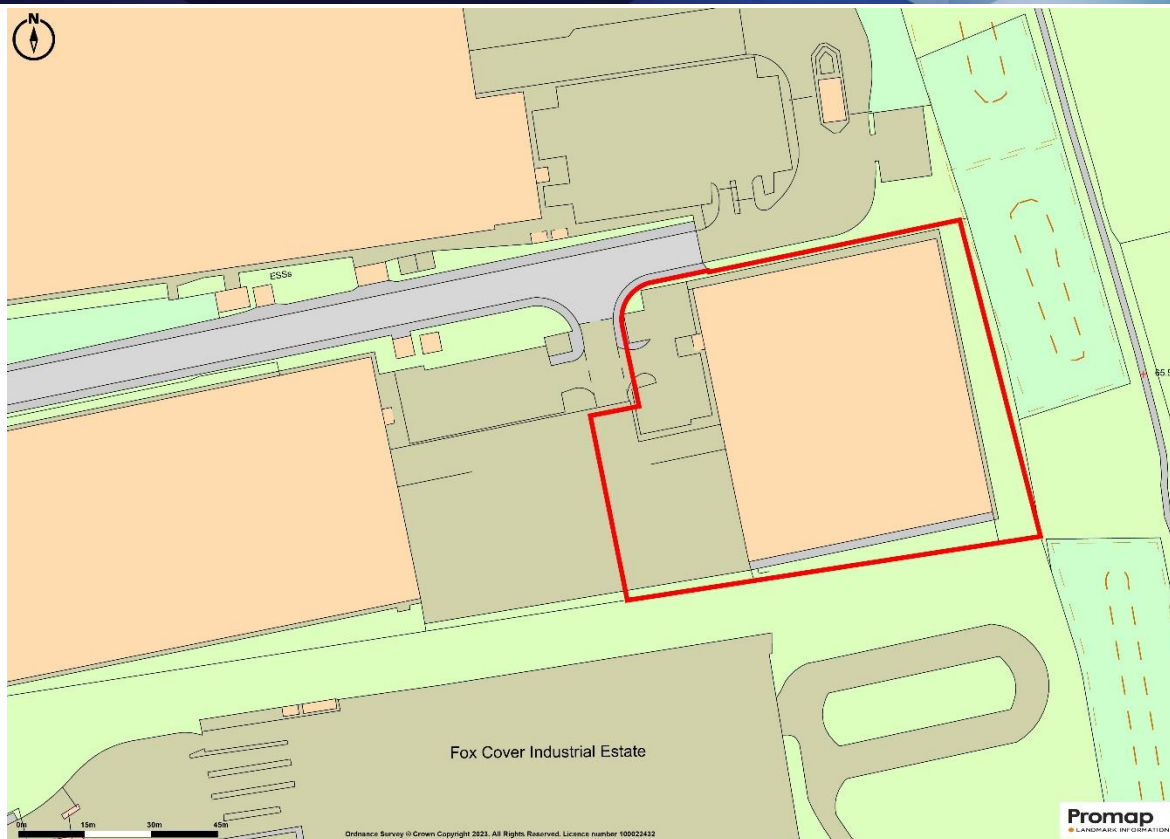 N
ESSs
Fox Cover Industrial Estate
0m 15m 30m 45m
Ordnance Survey © Crown Copyright 2023. All Rights Reserved. Licence number 100022432
Promap
LANDMARK INFORMATION